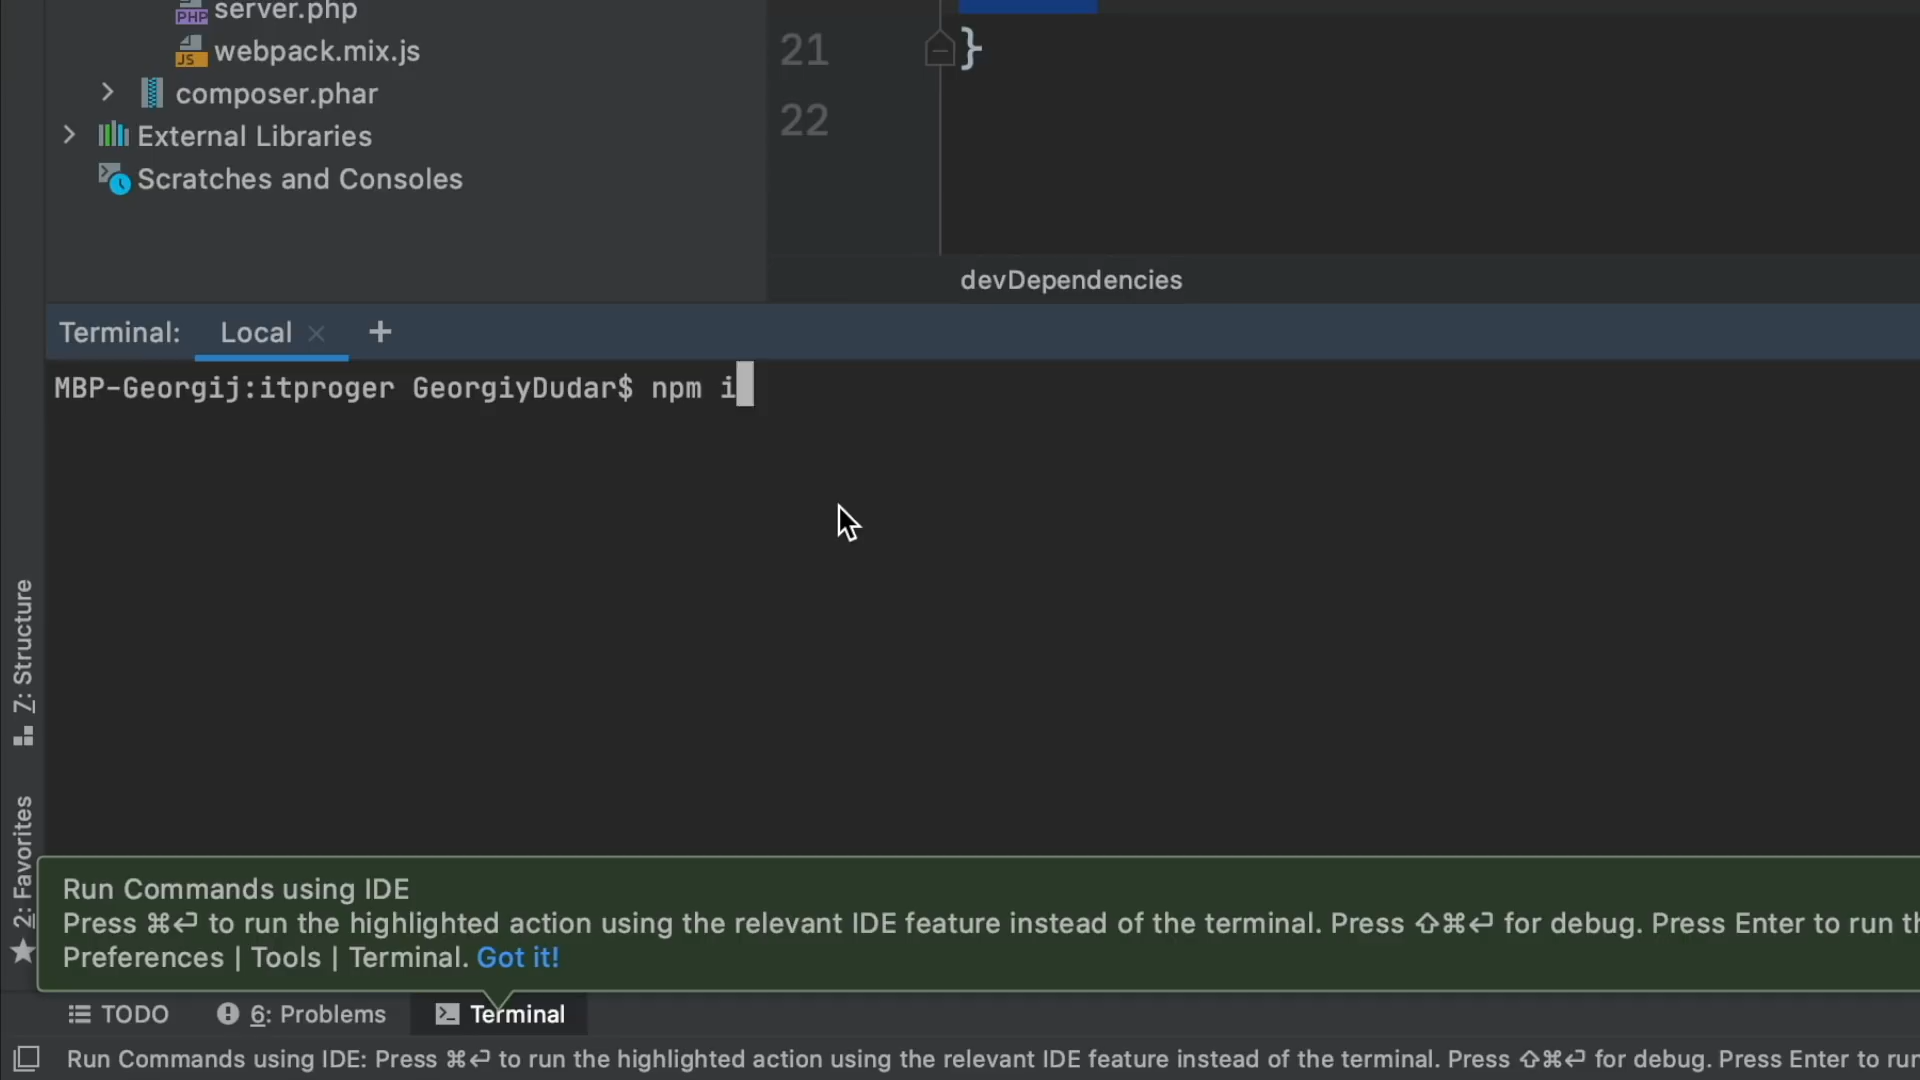 server.php
webpack.mix.js
composer.phar
External Libraries
Scratches and Consoles
21 }
22
devDependencies
Terminal: Local × +
MBP-Georgij:itproger GeorgiyDudar$ npm i
Z: Structure
2: Favorites
Run Commands using IDE
Press ⌘⏎ to run the highlighted action using the relevant IDE feature instead of the terminal. Press ⇧⌘⏎ for debug. Press Enter to run
Preferences | Tools | Terminal. Got it!
TODO 6: Problems Terminal
Run Commands using IDE: Press ⌘⏎ to run the highlighted action using the relevant IDE feature instead of the terminal. Press ⇧⌘⏎ for debug. Press Enter to run